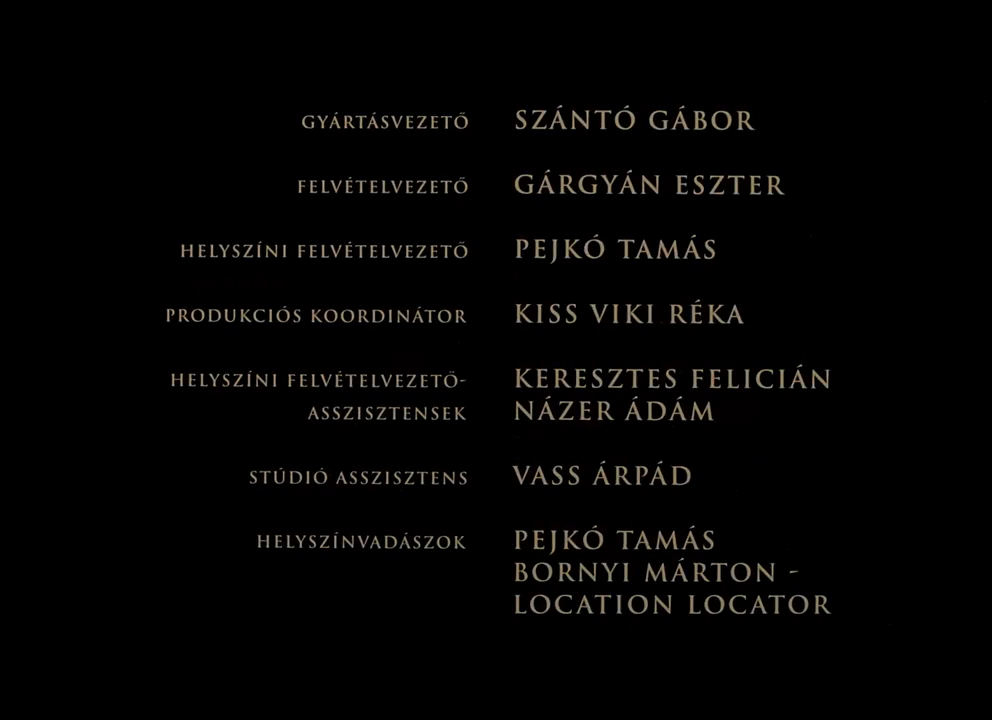 GYÁRTÁSVEZETŐ SZÁNTÓ GÁBOR
FELVÉTELVEZETŐ GÁRGYÁN ESZTER
HELYSZÍNI FELVÉTELVEZETŐ PEJKÓ TAMÁS
PRODUKCIÓS KOORDINÁTOR KISS VIKI RÉKA
HELYSZÍNI FELVÉTELVEZETŐ- KERESZTES FELICIÁN
ASSZISZTENSEK NÁZER ÁDÁM
STÚDIÓ ASSZISZTENS VASS ÁRPÁD
HELYSZÍNVADÁSZOK PEJKÓ TAMÁS
BORNYI MÁRTON -
LOCATION LOCATOR